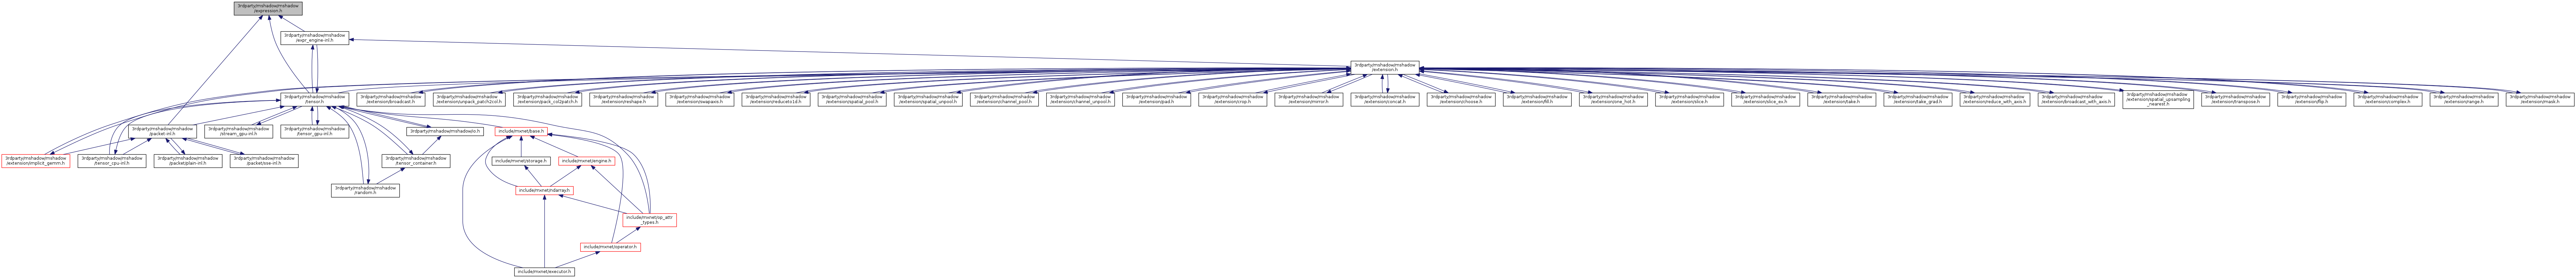 3rdparty/mshadow/mshadow
/expression.h
3rdparty/mshadow/mshadow
/expr_engine-inl.h
3rdparty/mshadow/mshadow
/extension.h
3rdparty/mshadow/mshadow
/tensor.h
3rdparty/mshadow/mshadow
/extension/broadcast.h
3rdparty/mshadow/mshadow
/extension/unpack_patch2col.h
3rdparty/mshadow/mshadow
/extension/pack_col2patch.h
3rdparty/mshadow/mshadow
/extension/reshape.h
3rdparty/mshadow/mshadow
/extension/swapaxis.h
3rdparty/mshadow/mshadow
/extension/reduceto1d.h
3rdparty/mshadow/mshadow
/extension/spatial_pool.h
3rdparty/mshadow/mshadow
/extension/spatial_unpool.h
3rdparty/mshadow/mshadow
/extension/channel_pool.h
3rdparty/mshadow/mshadow
/extension/channel_unpool.h
3rdparty/mshadow/mshadow
/extension/pad.h
3rdparty/mshadow/mshadow
/extension/crop.h
3rdparty/mshadow/mshadow
/extension/mirror.h
3rdparty/mshadow/mshadow
/extension/concat.h
3rdparty/mshadow/mshadow
/extension/choose.h
3rdparty/mshadow/mshadow
/extension/fill.h
3rdparty/mshadow/mshadow
/extension/one_hot.h
3rdparty/mshadow/mshadow
/extension/slice.h
3rdparty/mshadow/mshadow
/extension/slice_ex.h
3rdparty/mshadow/mshadow
/extension/take.h
3rdparty/mshadow/mshadow
/extension/take_grad.h
3rdparty/mshadow/mshadow
/extension/reduce_with_axis.h
3rdparty/mshadow/mshadow
/extension/broadcast_with_axis.h
3rdparty/mshadow/mshadow
/extension/spatial_upsampling
_nearest.h
3rdparty/mshadow/mshadow
/extension/transpose.h
3rdparty/mshadow/mshadow
/extension/flip.h
3rdparty/mshadow/mshadow
/extension/complex.h
3rdparty/mshadow/mshadow
/extension/range.h
3rdparty/mshadow/mshadow
/extension/mask.h
3rdparty/mshadow/mshadow
/packet-inl.h
3rdparty/mshadow/mshadow
/stream_gpu-inl.h
3rdparty/mshadow/mshadow
/tensor_gpu-inl.h
3rdparty/mshadow/mshadow/io.h
include/mxnet/base.h
3rdparty/mshadow/mshadow
/extension/implicit_gemm.h
3rdparty/mshadow/mshadow
/tensor_cpu-inl.h
3rdparty/mshadow/mshadow
/packet/plain-inl.h
3rdparty/mshadow/mshadow
/packet/sse-inl.h
3rdparty/mshadow/mshadow
/tensor_container.h
include/mxnet/storage.h
include/mxnet/engine.h
3rdparty/mshadow/mshadow
/random.h
include/mxnet/ndarray.h
include/mxnet/op_attr
_types.h
include/mxnet/operator.h
include/mxnet/executor.h